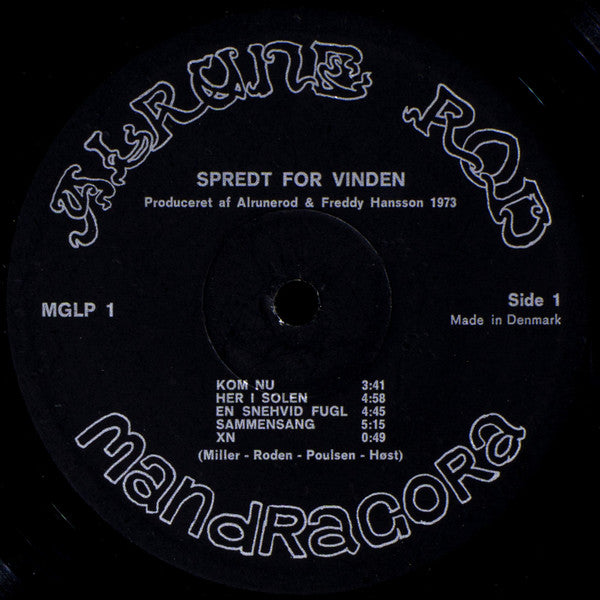 ALRUNE ROD
SPREDT FOR VINDEN
Produceret af Alrunerod & Freddy Hansson 1973
MGLP 1
Side 1
Made in Denmark
KOM NU 3:41
HER I SOLEN 4:58
EN SNEHVID FUGL 4:45
SAMMENSANG 5:15
XN 0:49
(Miller - Roden - Poulsen - Høst)
mandRagoRa